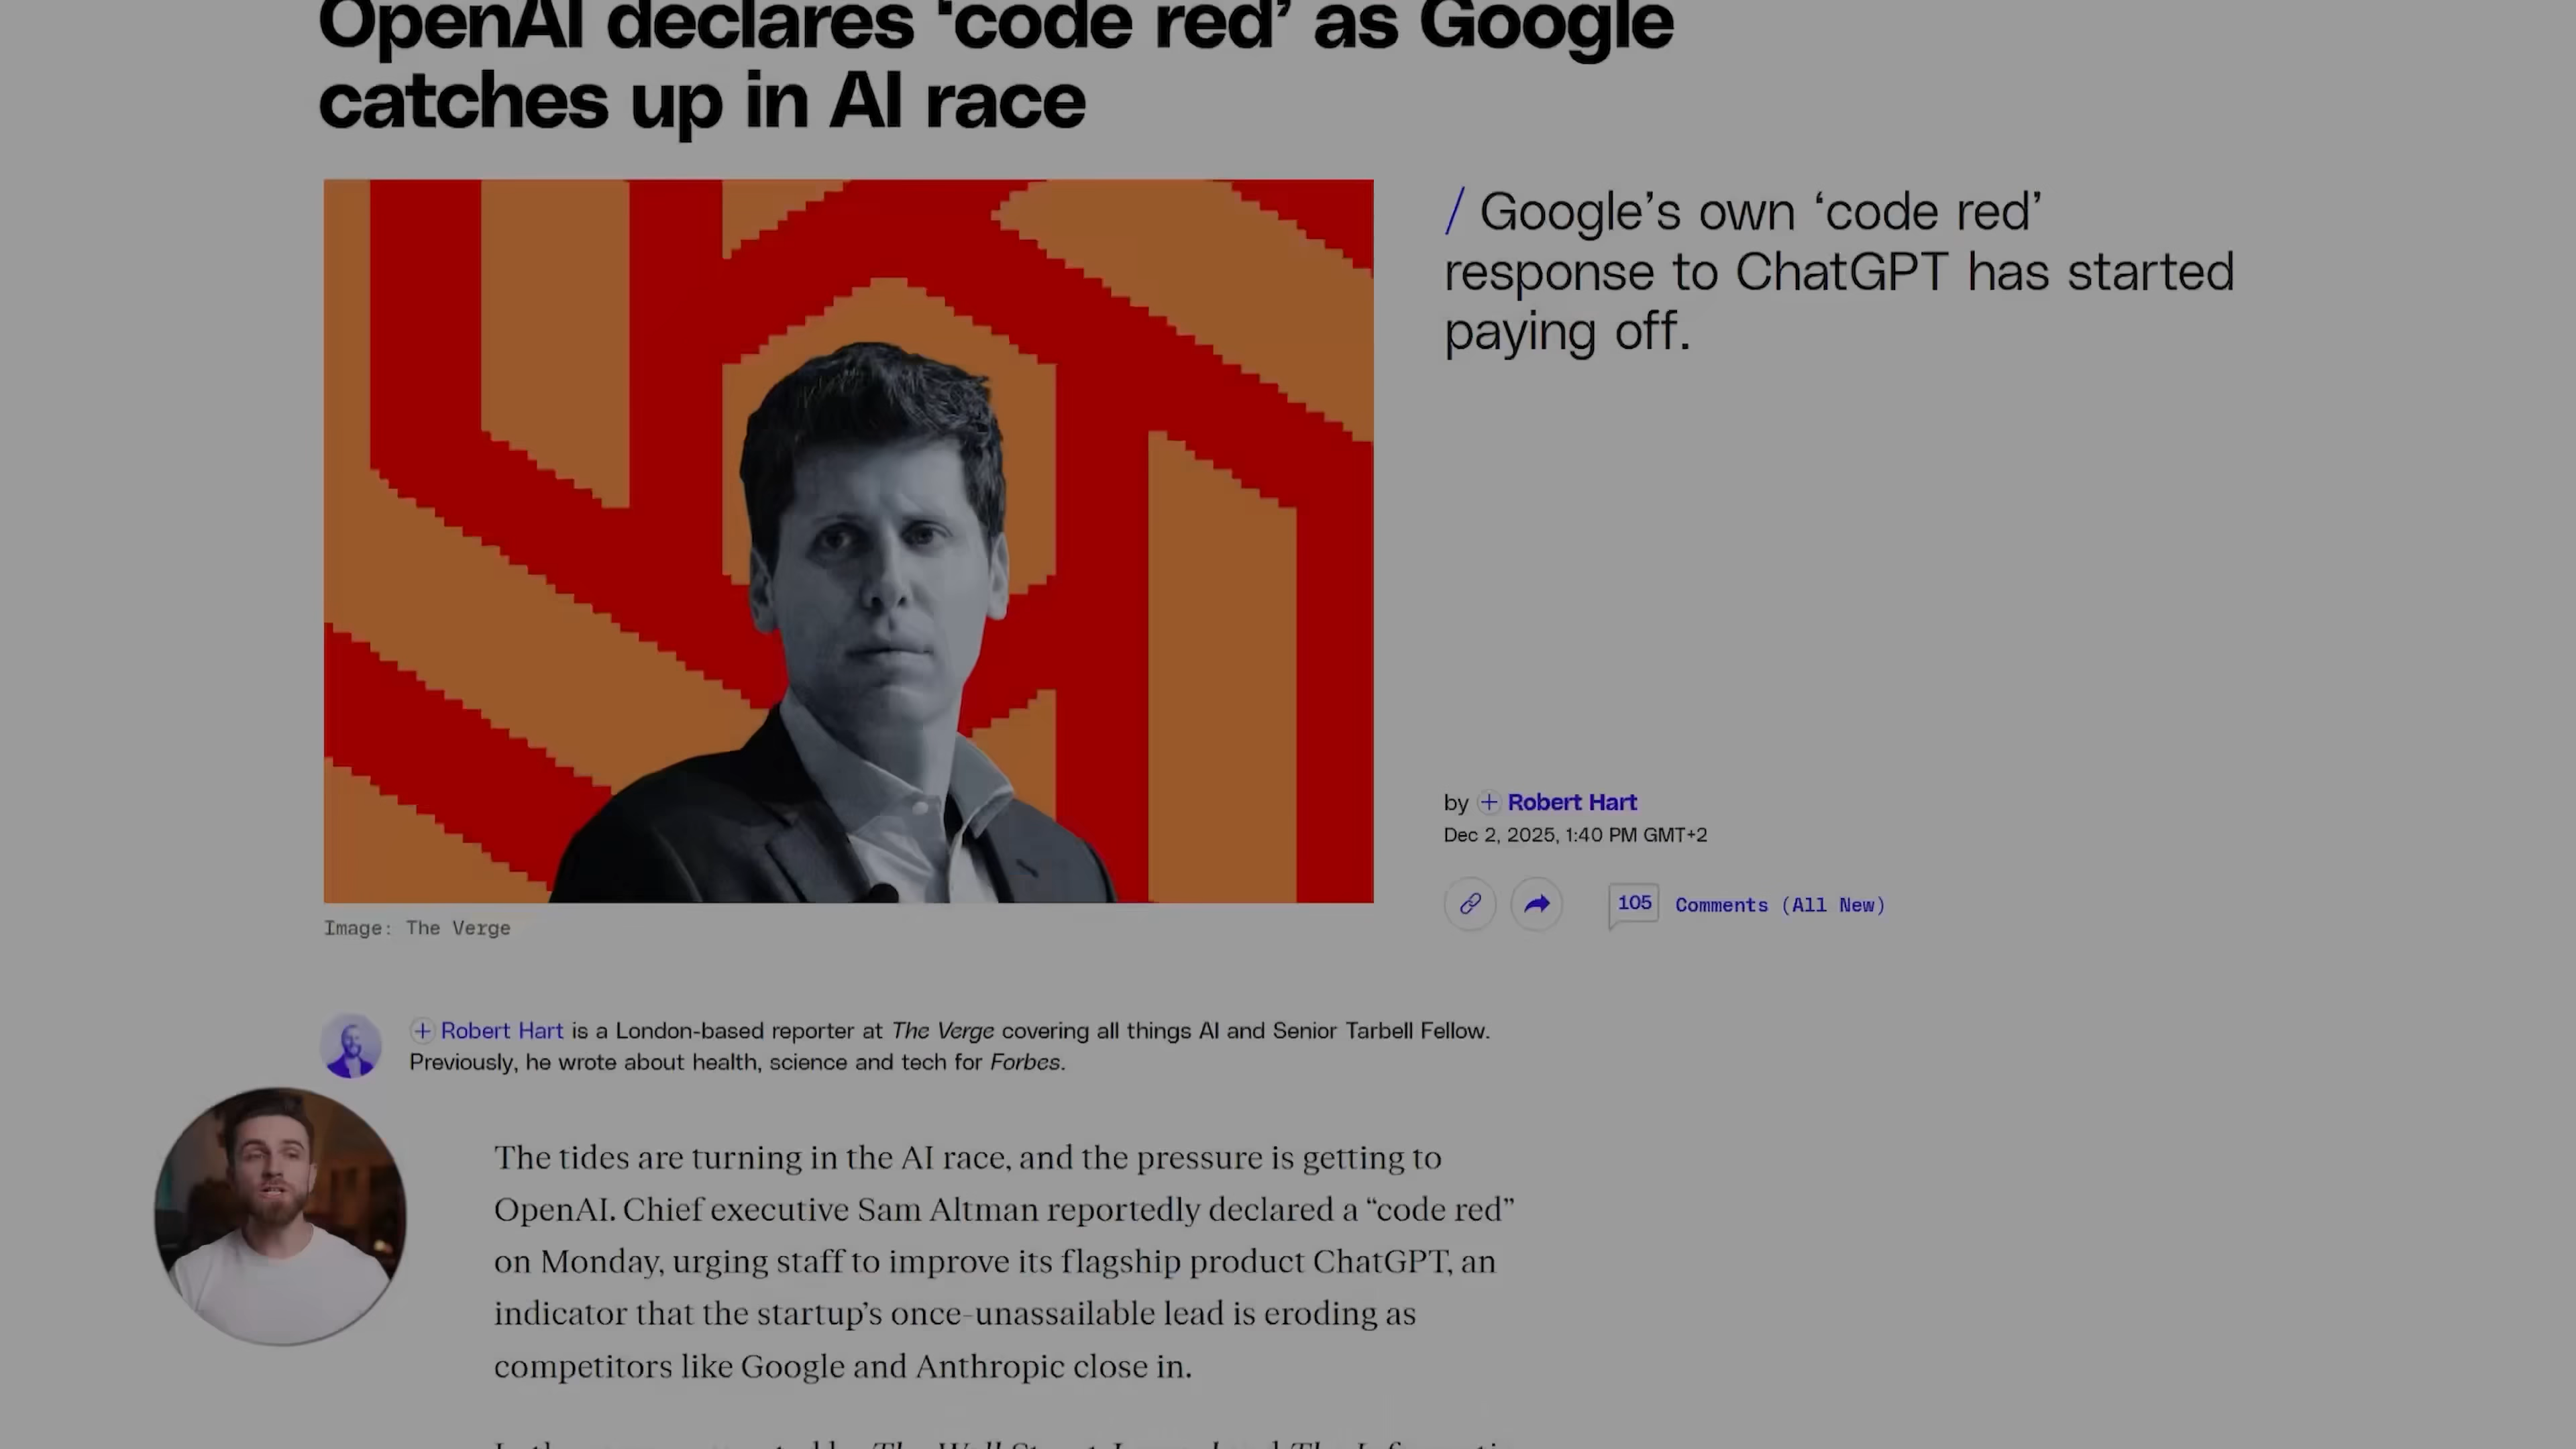 OpenAI declares ‘code red’ as Google
catches up in AI race
/ Google’s own ‘code red’
response to ChatGPT has started
paying off.
by Robert Hart
Dec 2, 2025, 1:40 PM GMT+2
105 Comments (All New)
Image: The Verge
Robert Hart is a London-based reporter at The Verge covering all things AI and Senior Tarbell Fellow.
Previously, he wrote about health, science and tech for Forbes.
The tides are turning in the AI race, and the pressure is getting to
OpenAI. Chief executive Sam Altman reportedly declared a “code red”
on Monday, urging staff to improve its flagship product ChatGPT, an
indicator that the startup’s once-unassailable lead is eroding as
competitors like Google and Anthropic close in.